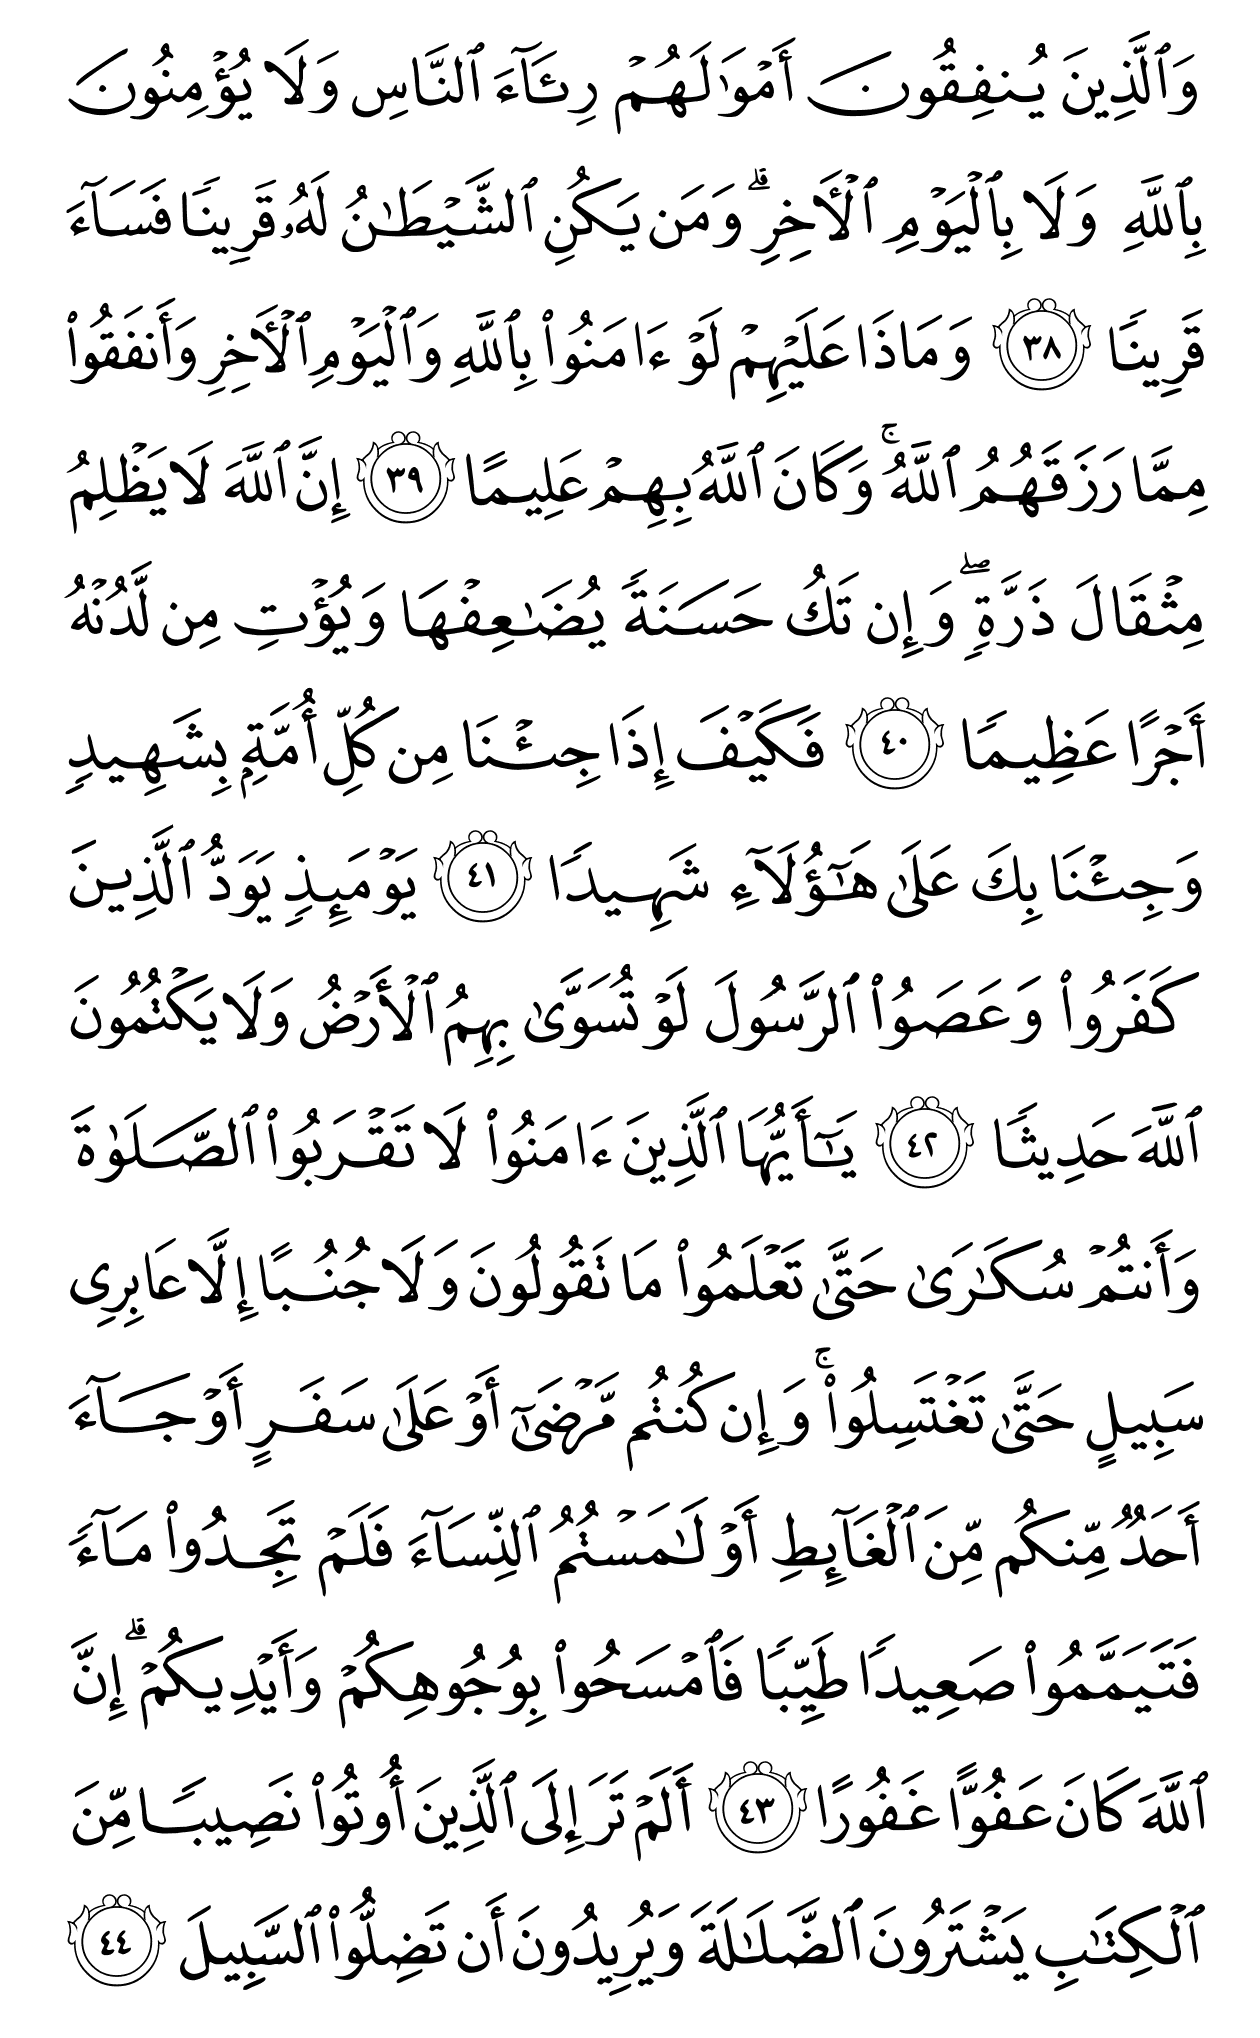 وَٱلَّذِينَ يُنفِقُونَ أَمْوَٰلَهُمْ رِئَآءَ ٱلنَّاسِ وَلَا يُؤْمِنُونَ
بِٱللَّهِ وَلَا بِٱلْيَوْمِ ٱلْـَٔاخِرِ ۗ وَمَن يَكُنِ ٱلشَّيْطَـٰنُ لَهُۥ قَرِينًا فَسَآءَ
قَرِينًا ٣٨ وَمَاذَا عَلَيْهِمْ لَوْ ءَامَنُوا۟ بِٱللَّهِ وَٱلْيَوْمِ ٱلْـَٔاخِرِ وَأَنفَقُوا۟
مِمَّا رَزَقَهُمُ ٱللَّهُ ۚ وَكَانَ ٱللَّهُ بِهِمْ عَلِيمًا ٣٩ إِنَّ ٱللَّهَ لَا يَظْلِمُ
مِثْقَالَ ذَرَّةٍ ۖ وَإِن تَكُ حَسَنَةً يُضَـٰعِفْهَا وَيُؤْتِ مِن لَّدُنْهُ
أَجْرًا عَظِيمًا ٤٠ فَكَيْفَ إِذَا جِئْنَا مِن كُلِّ أُمَّةٍۭ بِشَهِيدٍ
وَجِئْنَا بِكَ عَلَىٰ هَـٰٓؤُلَآءِ شَهِيدًا ٤١ يَوْمَئِذٍ يَوَدُّ ٱلَّذِينَ
كَفَرُوا۟ وَعَصَوُا۟ ٱلرَّسُولَ لَوْ تُسَوَّىٰ بِهِمُ ٱلْأَرْضُ وَلَا يَكْتُمُونَ
ٱللَّهَ حَدِيثًا ٤٢ يَـٰٓأَيُّهَا ٱلَّذِينَ ءَامَنُوا۟ لَا تَقْرَبُوا۟ ٱلصَّلَوٰةَ
وَأَنتُمْ سُكَـٰرَىٰ حَتَّىٰ تَعْلَمُوا۟ مَا تَقُولُونَ وَلَا جُنُبًا إِلَّا عَابِرِى
سَبِيلٍ حَتَّىٰ تَغْتَسِلُوا۟ ۚ وَإِن كُنتُم مَّرْضَىٰٓ أَوْ عَلَىٰ سَفَرٍ أَوْ جَآءَ
أَحَدٌ مِّنكُم مِّنَ ٱلْغَآئِطِ أَوْ لَـٰمَسْتُمُ ٱلنِّسَآءَ فَلَمْ تَجِدُوا۟ مَآءً
فَتَيَمَّمُوا۟ صَعِيدًا طَيِّبًا فَٱمْسَحُوا۟ بِوُجُوهِكُمْ وَأَيْدِيكُمْ ۗ إِنَّ
ٱللَّهَ كَانَ عَفُوًّا غَفُورًا ٤٣ أَلَمْ تَرَ إِلَى ٱلَّذِينَ أُوتُوا۟ نَصِيبًا مِّنَ
ٱلْكِتَـٰبِ يَشْتَرُونَ ٱلضَّلَـٰلَةَ وَيُرِيدُونَ أَن تَضِلُّوا۟ ٱلسَّبِيلَ ٤٤